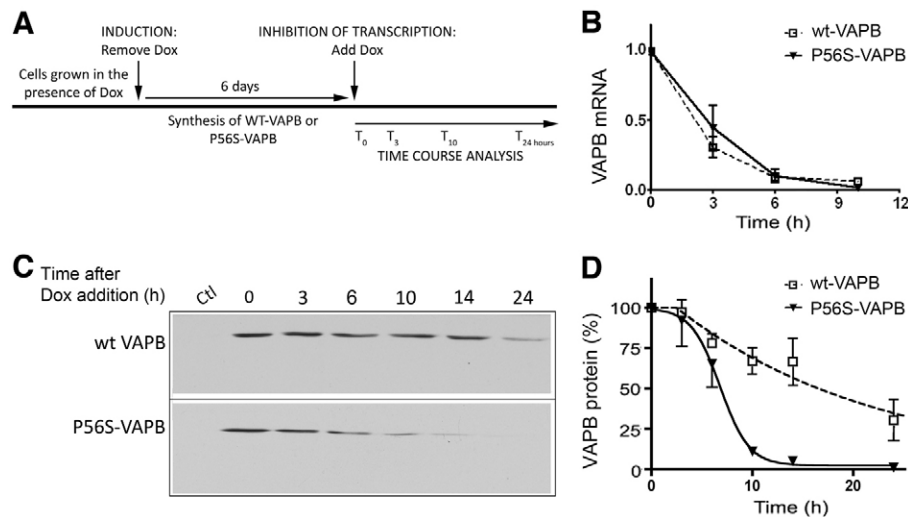 A
INDUCTION:
Remove Dox
INHIBITION OF TRANSCRIPTION:
Add Dox
Cells grown in the
presence of Dox
6 days
Synthesis of WT-VAPB or
P56S-VAPB
T0 T3 T10 T24 hours
TIME COURSE ANALYSIS
B
wt-VAPB
P56S-VAPB
VAPB mRNA
1.0
0.5
0.0
0 3 6 9 12
Time (h)
C
Time after
Dox addition (h)
Ctl 0 3 6 10 14 24
wt VAPB
P56S-VAPB
D
wt-VAPB
P56S-VAPB
VAPB protein (%)
100
75
50
25
0
0 10 20
Time (h)